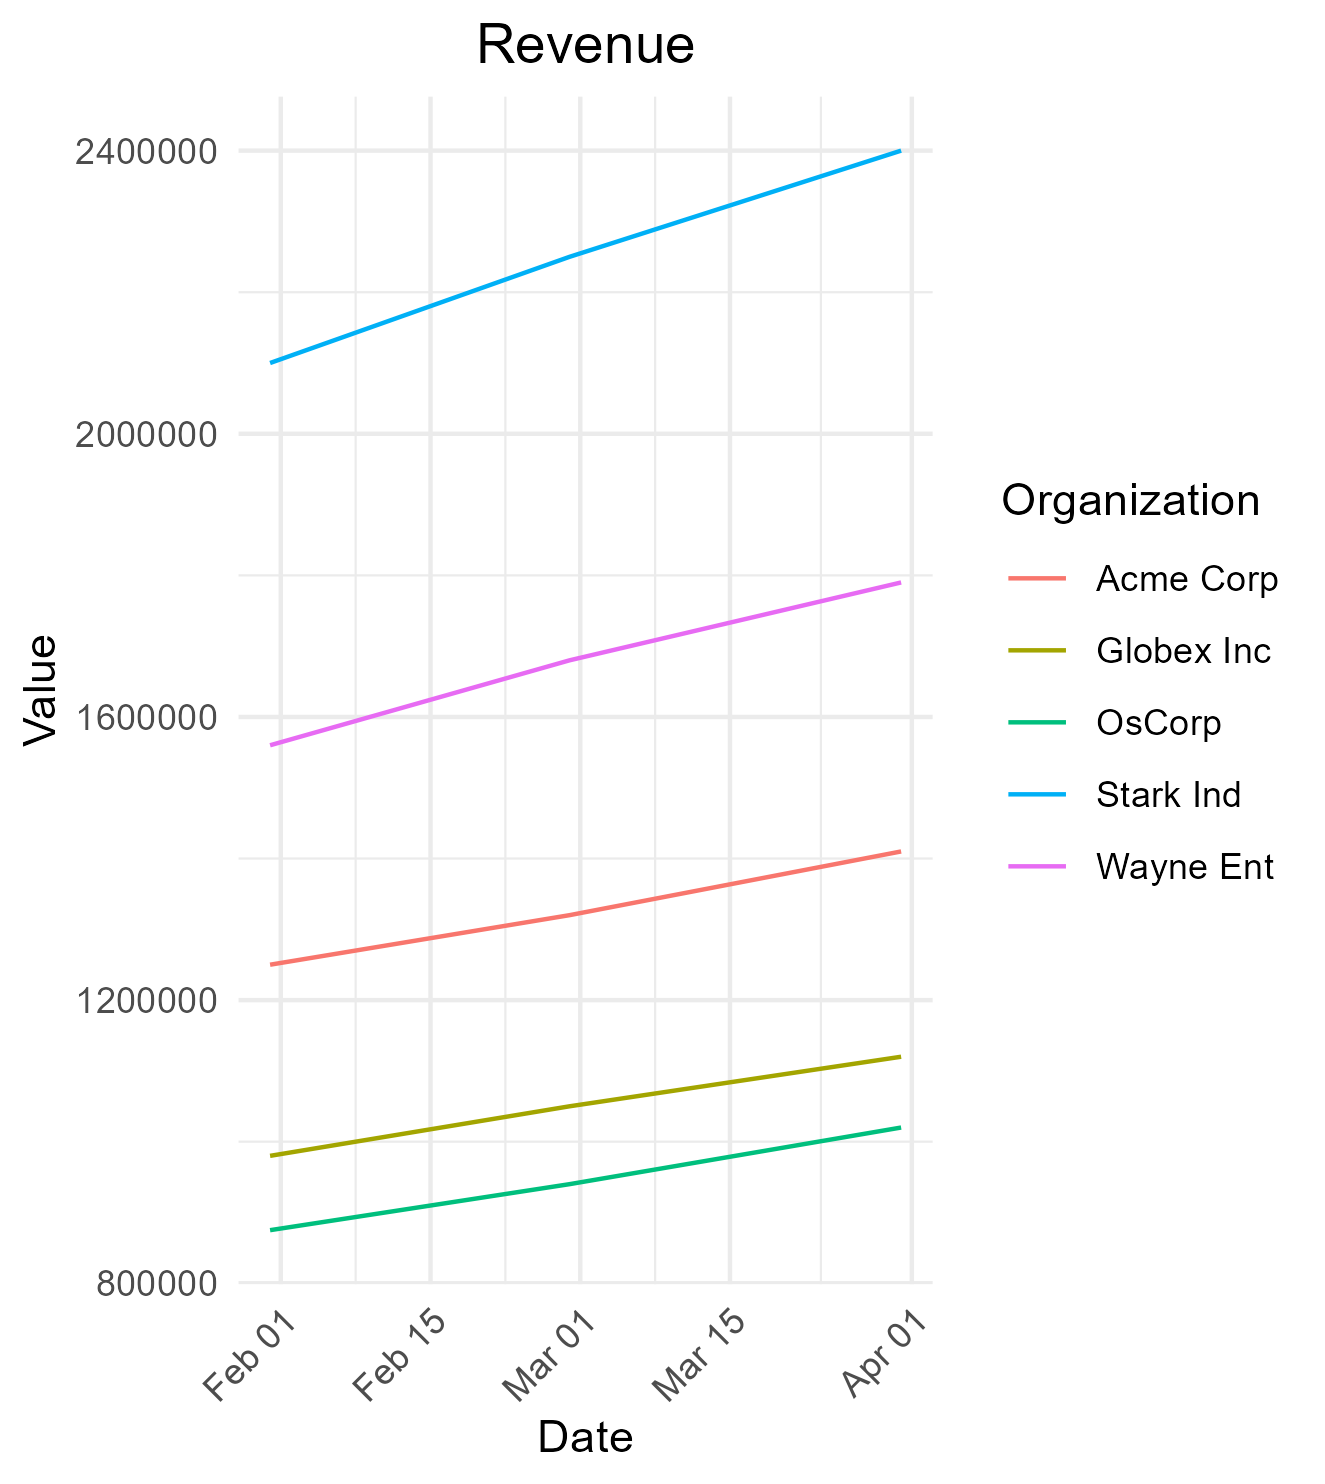 Revenue
Value
2400000
2000000
1600000
1200000
800000
Feb 01
Feb 15
Mar 01
Mar 15
Apr 01
Date
Organization
Acme Corp
Globex Inc
OsCorp
Stark Ind
Wayne Ent